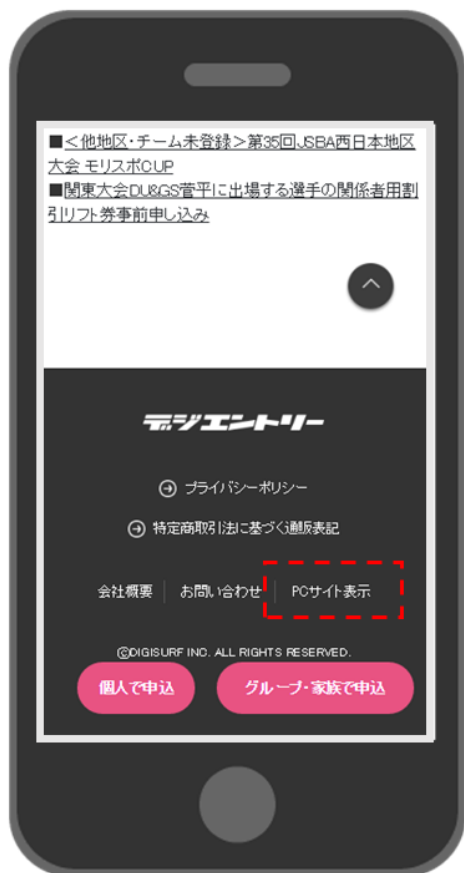 ■＜他地区・チーム未登録＞第35回JSBA西日本地区
大会 モリスポCUP
■関東大会DU&GS菅平に出場する選手の関係者用割
引リフト券事前申し込み
デジエントリー
プライバシーポリシー
特定商取引法に基づく通販表記
会社概要 お問い合わせ PCサイト表示
©DIGISURF INC. ALL RIGHTS RESERVED.
個人で申込 グループ・家族で申込